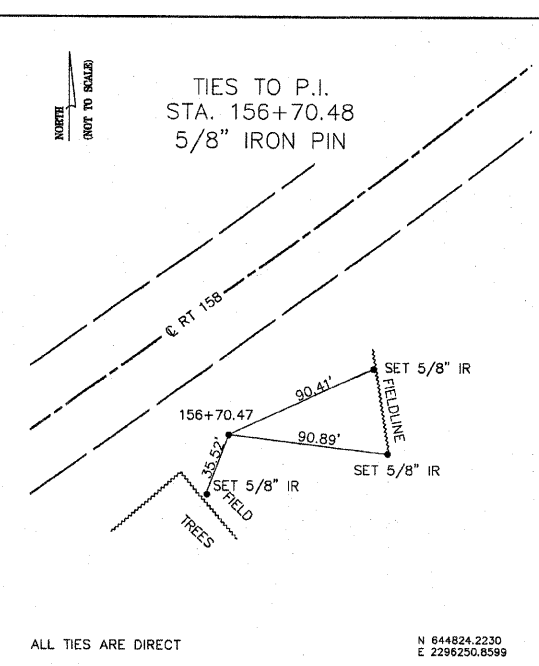 NORTH
(NOT TO SCALE)
TIES TO P.I.
STA. 156+70.48
5/8" IRON PIN
℄ RT 158
SET 5/8" IR
90.41'
FIELDLINE
156+70.47
90.89'
SET 5/8" IR
35.52'
SET 5/8" IR
FIELD
TREES
ALL TIES ARE DIRECT
N 644824.2230
E 2296250.8599